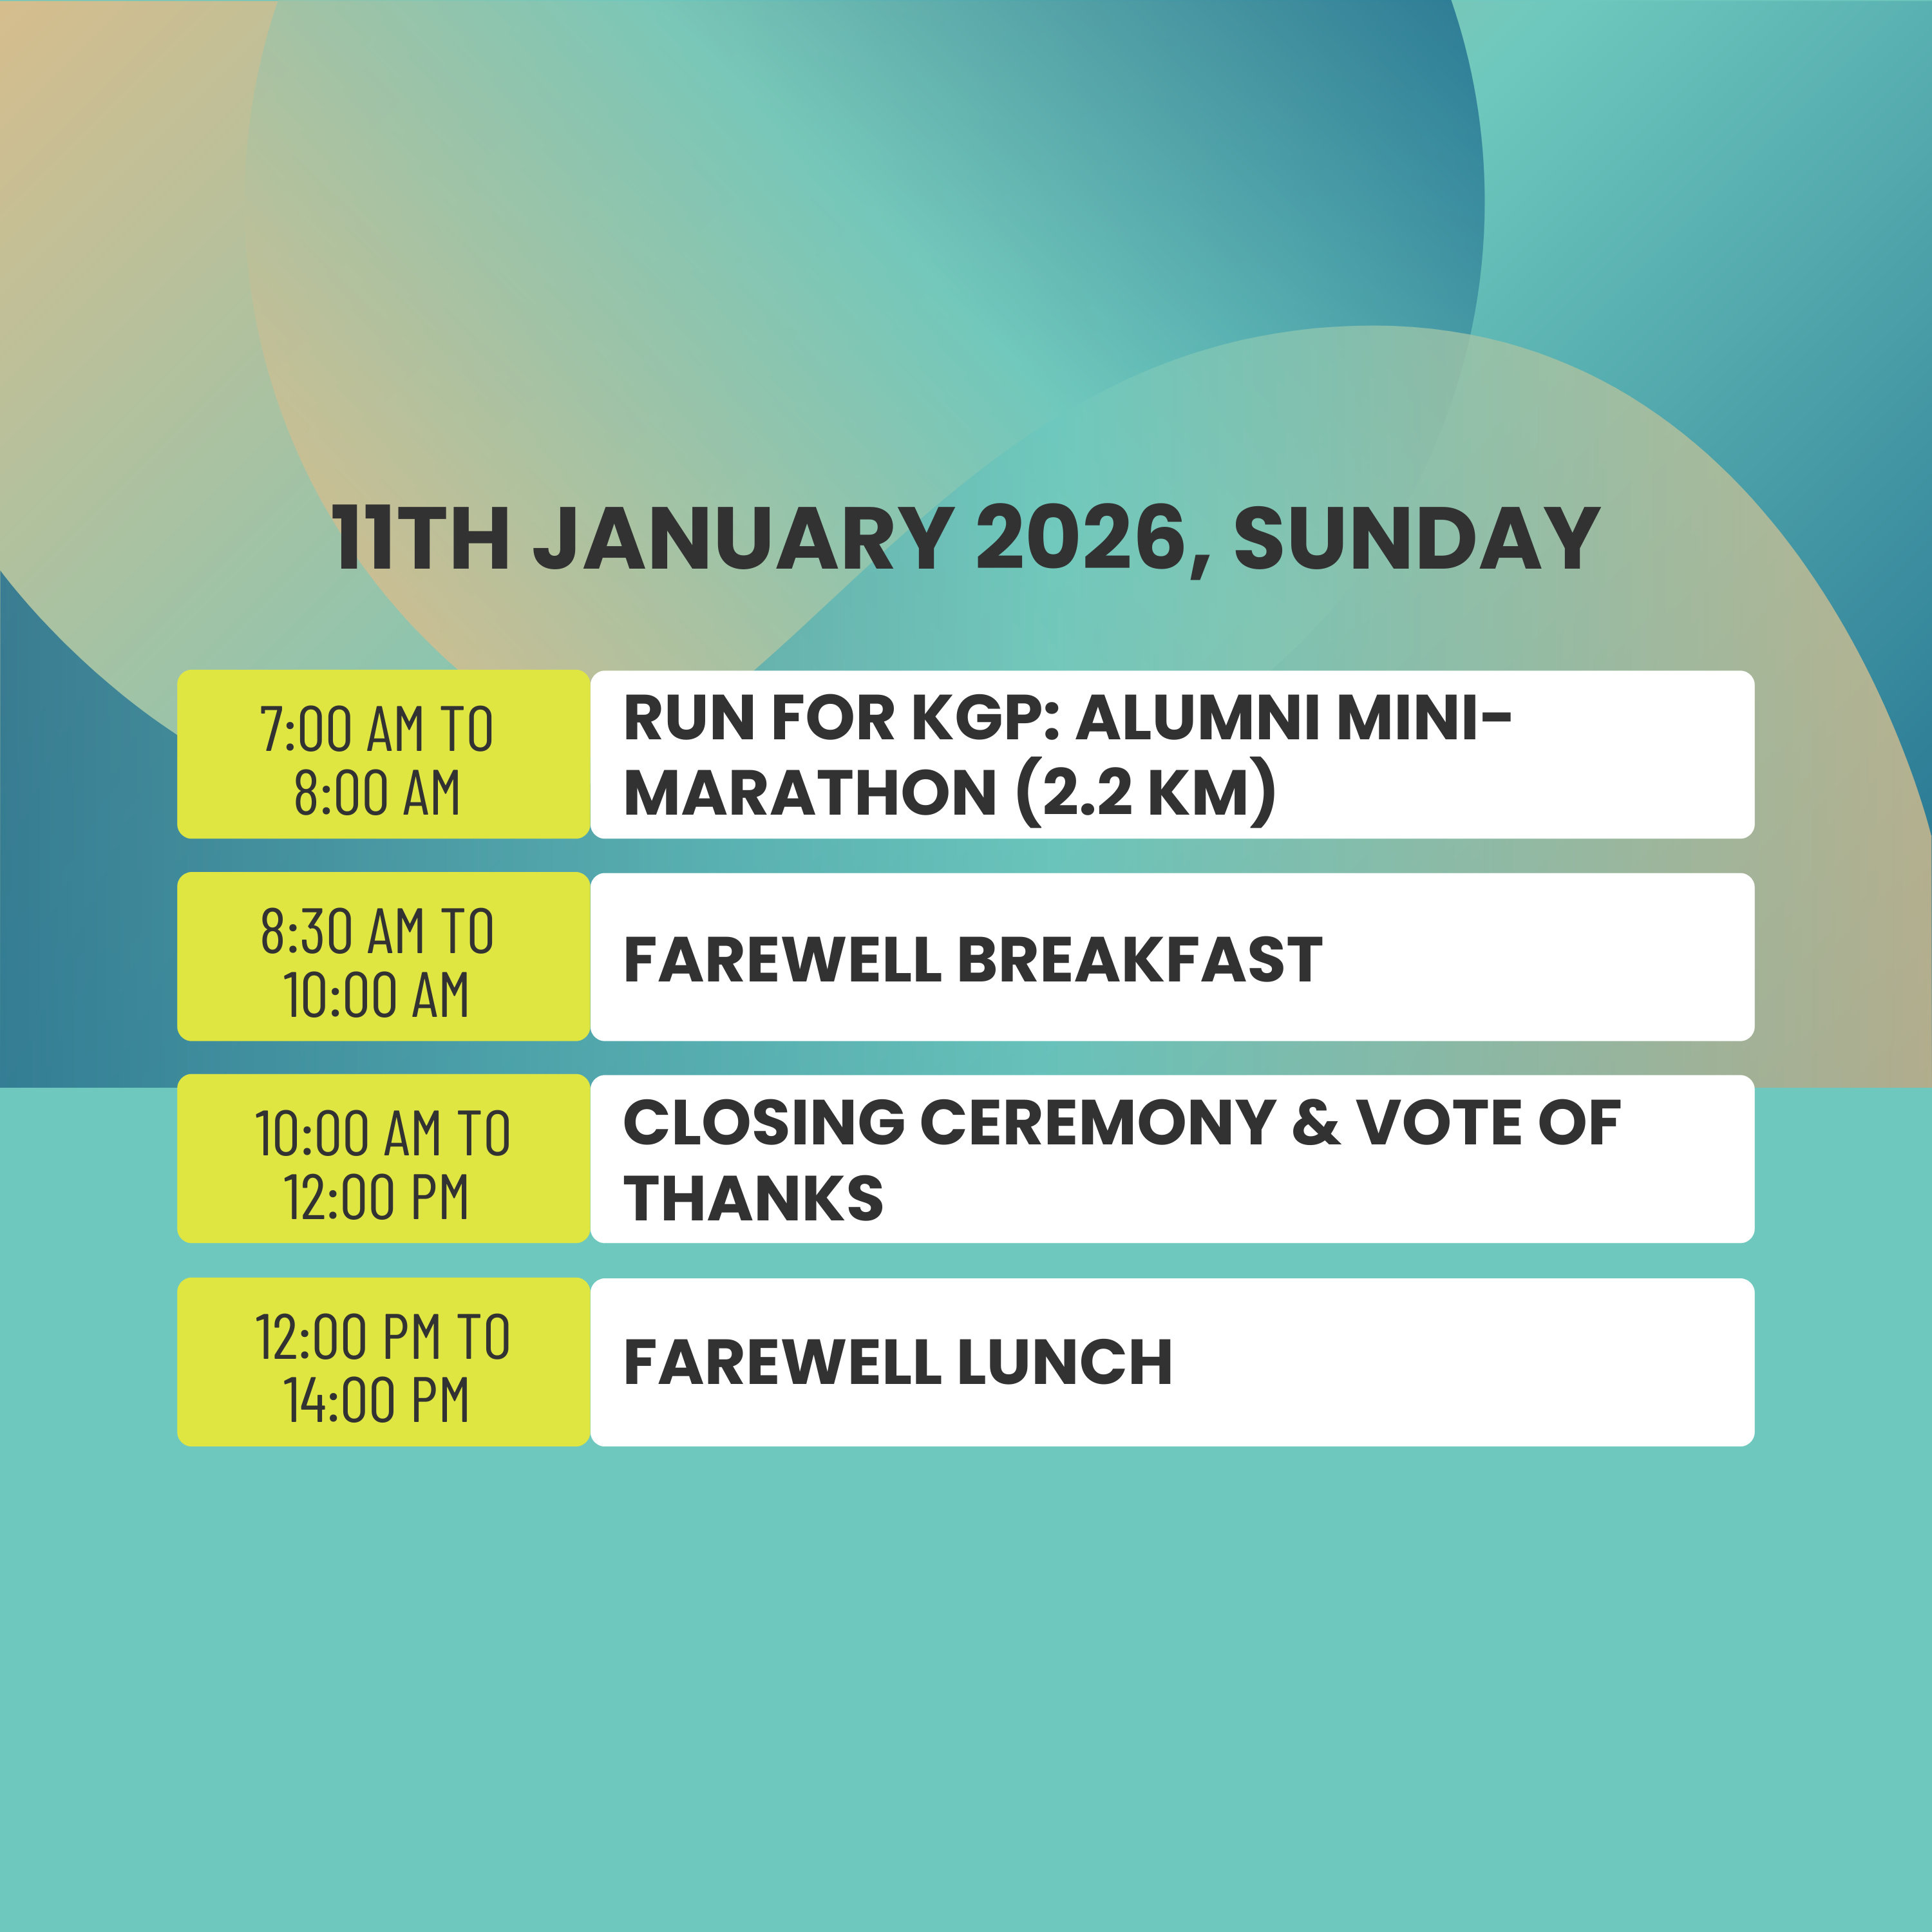 11TH JANUARY 2026, SUNDAY
7:00 AM TO
8:00 AM
RUN FOR KGP: ALUMNI MINI-
MARATHON (2.2 KM)
8:30 AM TO
10:00 AM
FAREWELL BREAKFAST
10:00 AM TO
12:00 PM
CLOSING CEREMONY & VOTE OF
THANKS
12:00 PM TO
14:00 PM
FAREWELL LUNCH